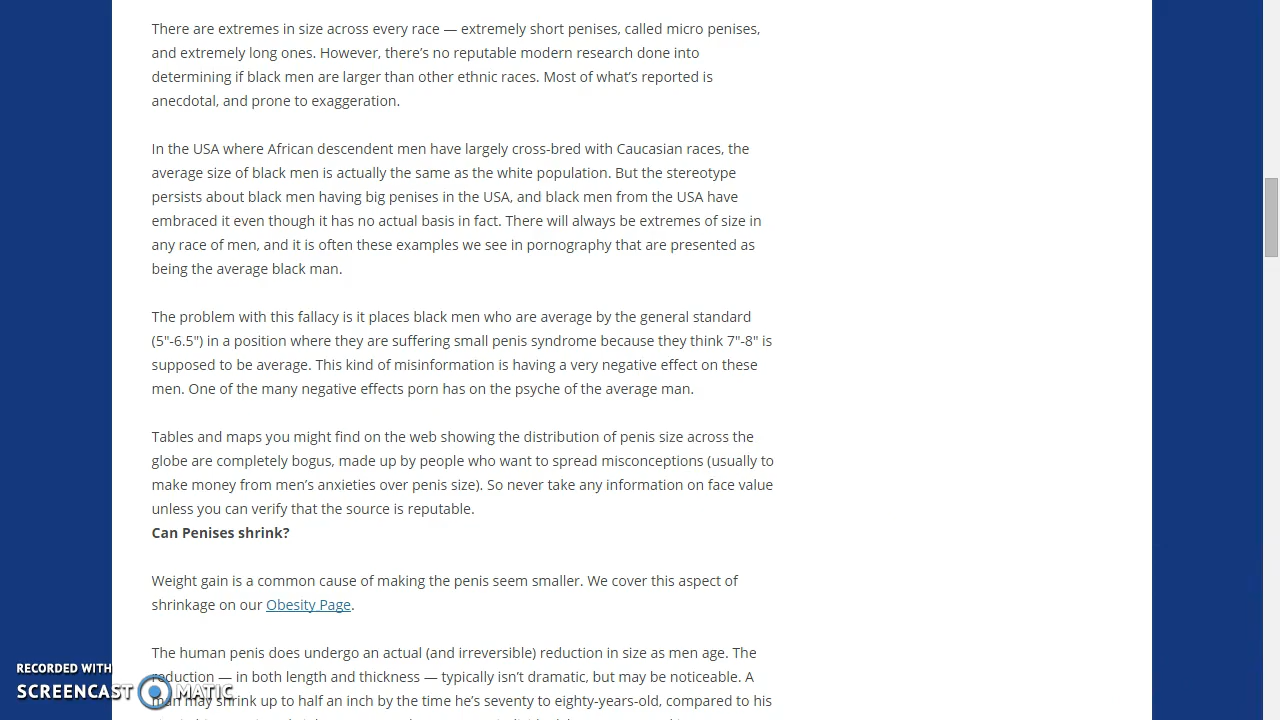 There are extremes in size across every race — extremely short penises, called micro penises,
and extremely long ones. However, there's no reputable modern research done into
determining if black men are larger than other ethnic races. Most of what's reported is
anecdotal, and prone to exaggeration.
In the USA where African descendent men have largely cross-bred with Caucasian races, the
average size of black men is actually the same as the white population. But the stereotype
persists about black men having big penises in the USA, and black men from the USA have
embraced it even though it has no actual basis in fact. There will always be extremes of size in
any race of men, and it is often these examples we see in pornography that are presented as
being the average black man.
The problem with this fallacy is it places black men who are average by the general standard
(5"-6.5") in a position where they are suffering small penis syndrome because they think 7"-8" is
supposed to be average. This kind of misinformation is having a very negative effect on these
men. One of the many negative effects porn has on the psyche of the average man.
Tables and maps you might find on the web showing the distribution of penis size across the
globe are completely bogus, made up by people who want to spread misconceptions (usually to
make money from men's anxieties over penis size). So never take any information on face value
unless you can verify that the source is reputable.
Can Penises shrink?
Weight gain is a common cause of making the penis seem smaller. We cover this aspect of
shrinkage on our Obesity Page.
The human penis does undergo an actual (and irreversible) reduction in size as men age. The
reduction — in both length and thickness — typically isn't dramatic, but may be noticeable. A
man may shrink up to half an inch by the time he's seventy to eighty-years-old, compared to his
RECORDED WITH
SCREENCAST MATIC